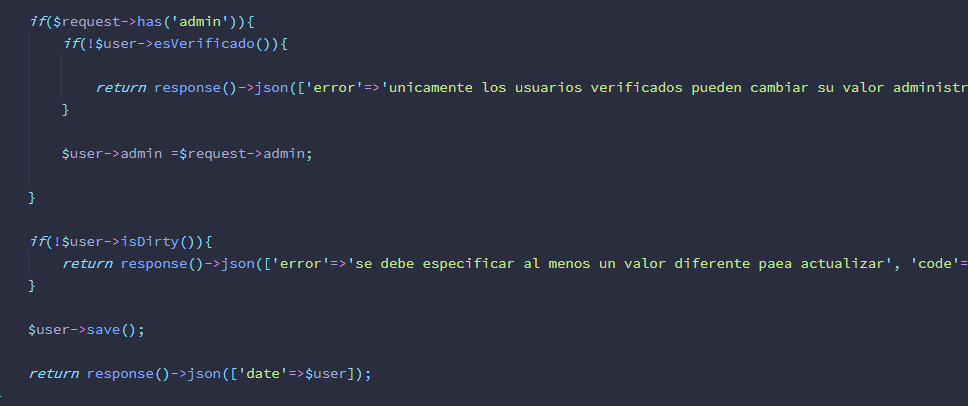 if($request->has('admin')){
if(!$user->esVerificado()){
return response()->json(['error'=>'unicamente los usuarios verificados pueden cambiar su valor administr
}
$user->admin =$request->admin;
}
if(!$user->isDirty()){
return response()->json(['error'=>'se debe especificar al menos un valor diferente paea actualizar', 'code'=
}
$user->save();
return response()->json(['date'=>$user]);